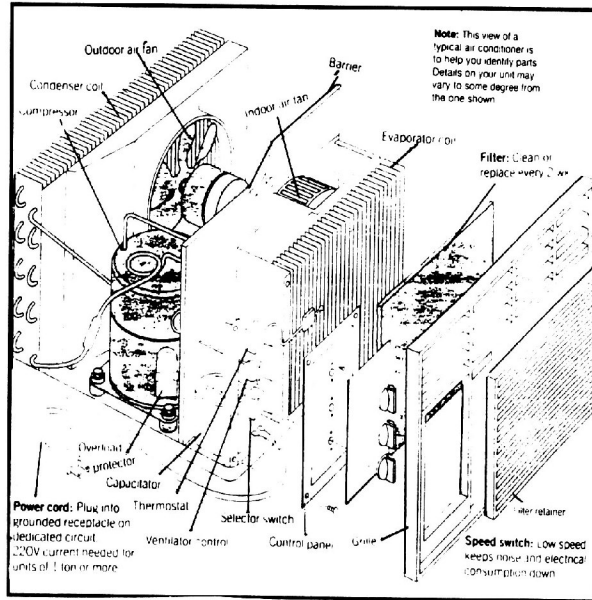 Note: This view of a
typical air conditioner is
to help you identify parts
Details on your unit may
vary to some degree from
the one shown
Outdoor air fan
Condenser coil
Compressor
Barrier
Indoor air fan
Evaporator coil
Filter: Clean or
replace every 2 wk
Overload
protector
Capacitator
Thermostat
Ventilator control
Selector switch
Control panel
Grille
Filter retainer
Power cord: Plug into
grounded receptacle on
dedicated circuit.
220V current needed for
units of 1 ton or more
Speed switch: Low speed
keeps noise and electrical
consumption down